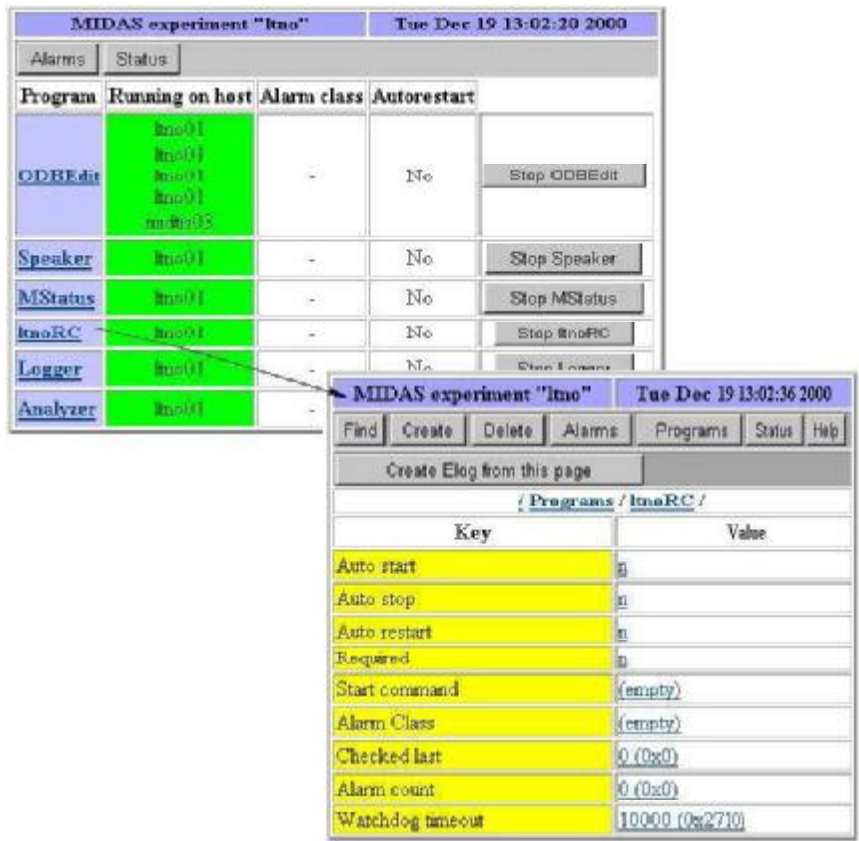 MIDAS experiment "ltno" Tue Dec 19 13:02:20 2000
Alarms Status
Program Running on host Alarm class Autorestart
ltno01
ltno01
ODBEdit ltno01 - No Stop ODBEdit
ltno01
Speaker ltno01 - No Stop Speaker
MStatus ltno01 - No Stop MStatus
ltnoRC ltno01 - No Stop ltnoRC
Logger ltno01 - No Stop Logger
Analyzer ltno01 -
MIDAS experiment "ltno" Tue Dec 19 13:02:36 2000
Find Create Delete Alarms Programs Status Help
Create Elog from this page
/ Programs / ltnoRC /
Key Value
Auto start n
Auto stop n
Auto restart n
Required n
Start command (empty)
Alarm Class (empty)
Checked last 0 (0x0)
Alarm count 0 (0x0)
Watchdog timeout 10000 (0x2710)